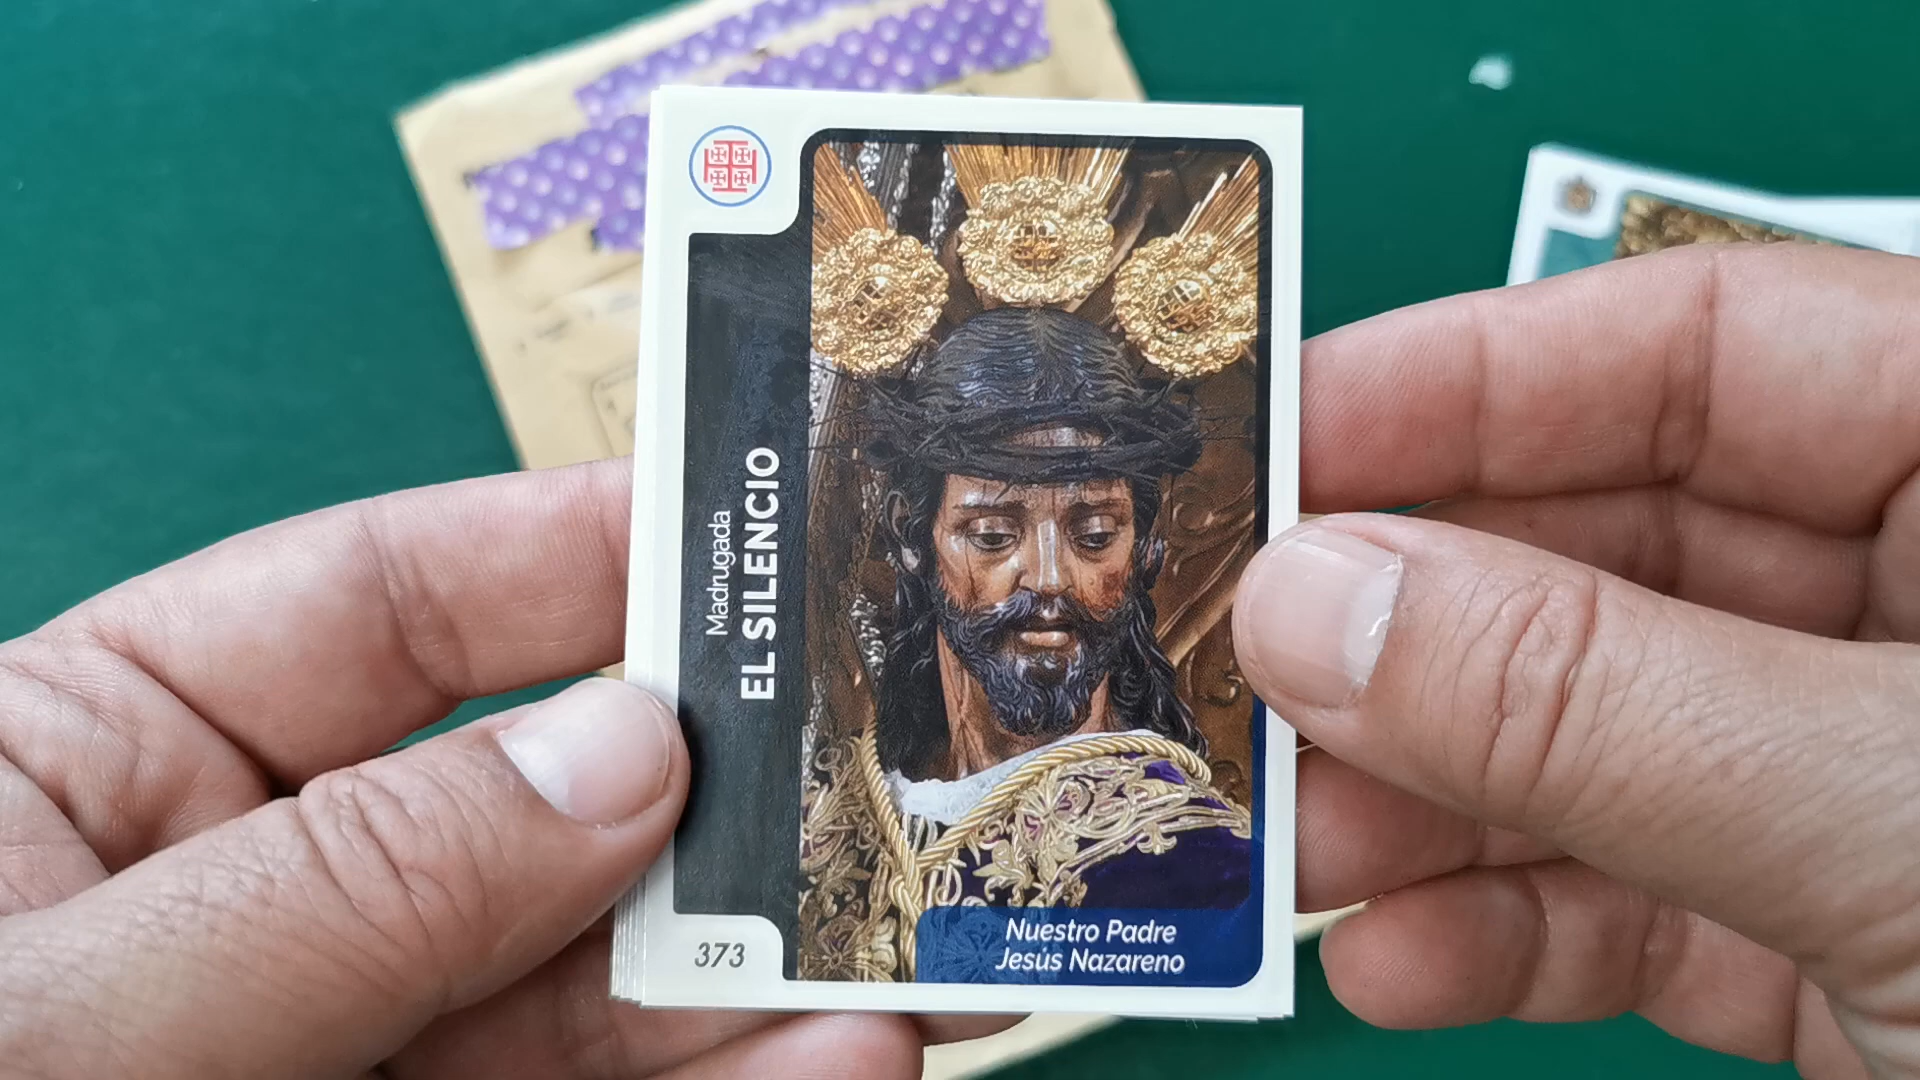 Madrugada
EL SILENCIO
373
Nuestro Padre
Jesús Nazareno